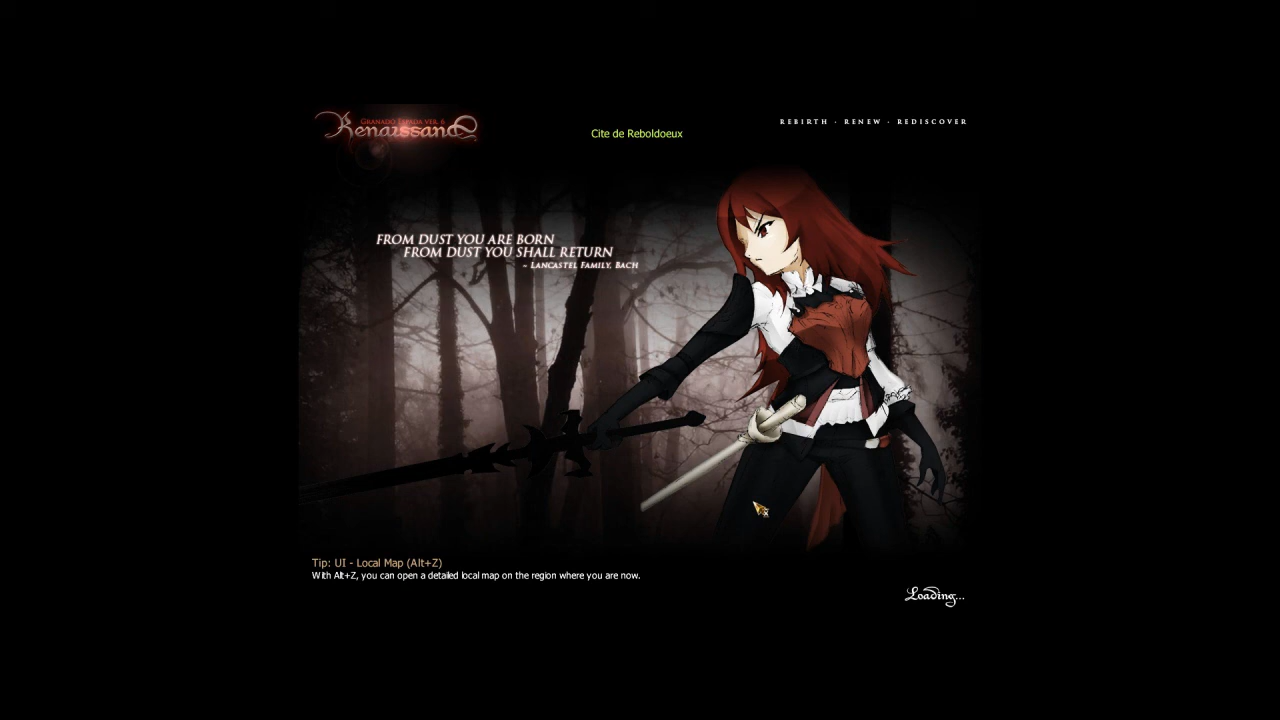 GRANADO ESPADA VER. 6
Renaissance
Cite de Reboldoeux
REBIRTH · RENEW · REDISCOVER
FROM DUST YOU ARE BORN
FROM DUST YOU SHALL RETURN
~ LANCASTEL FAMILY, BACH
Tip: UI - Local Map (Alt+Z)
With Alt+Z, you can open a detailed local map on the region where you are now.
Loading...